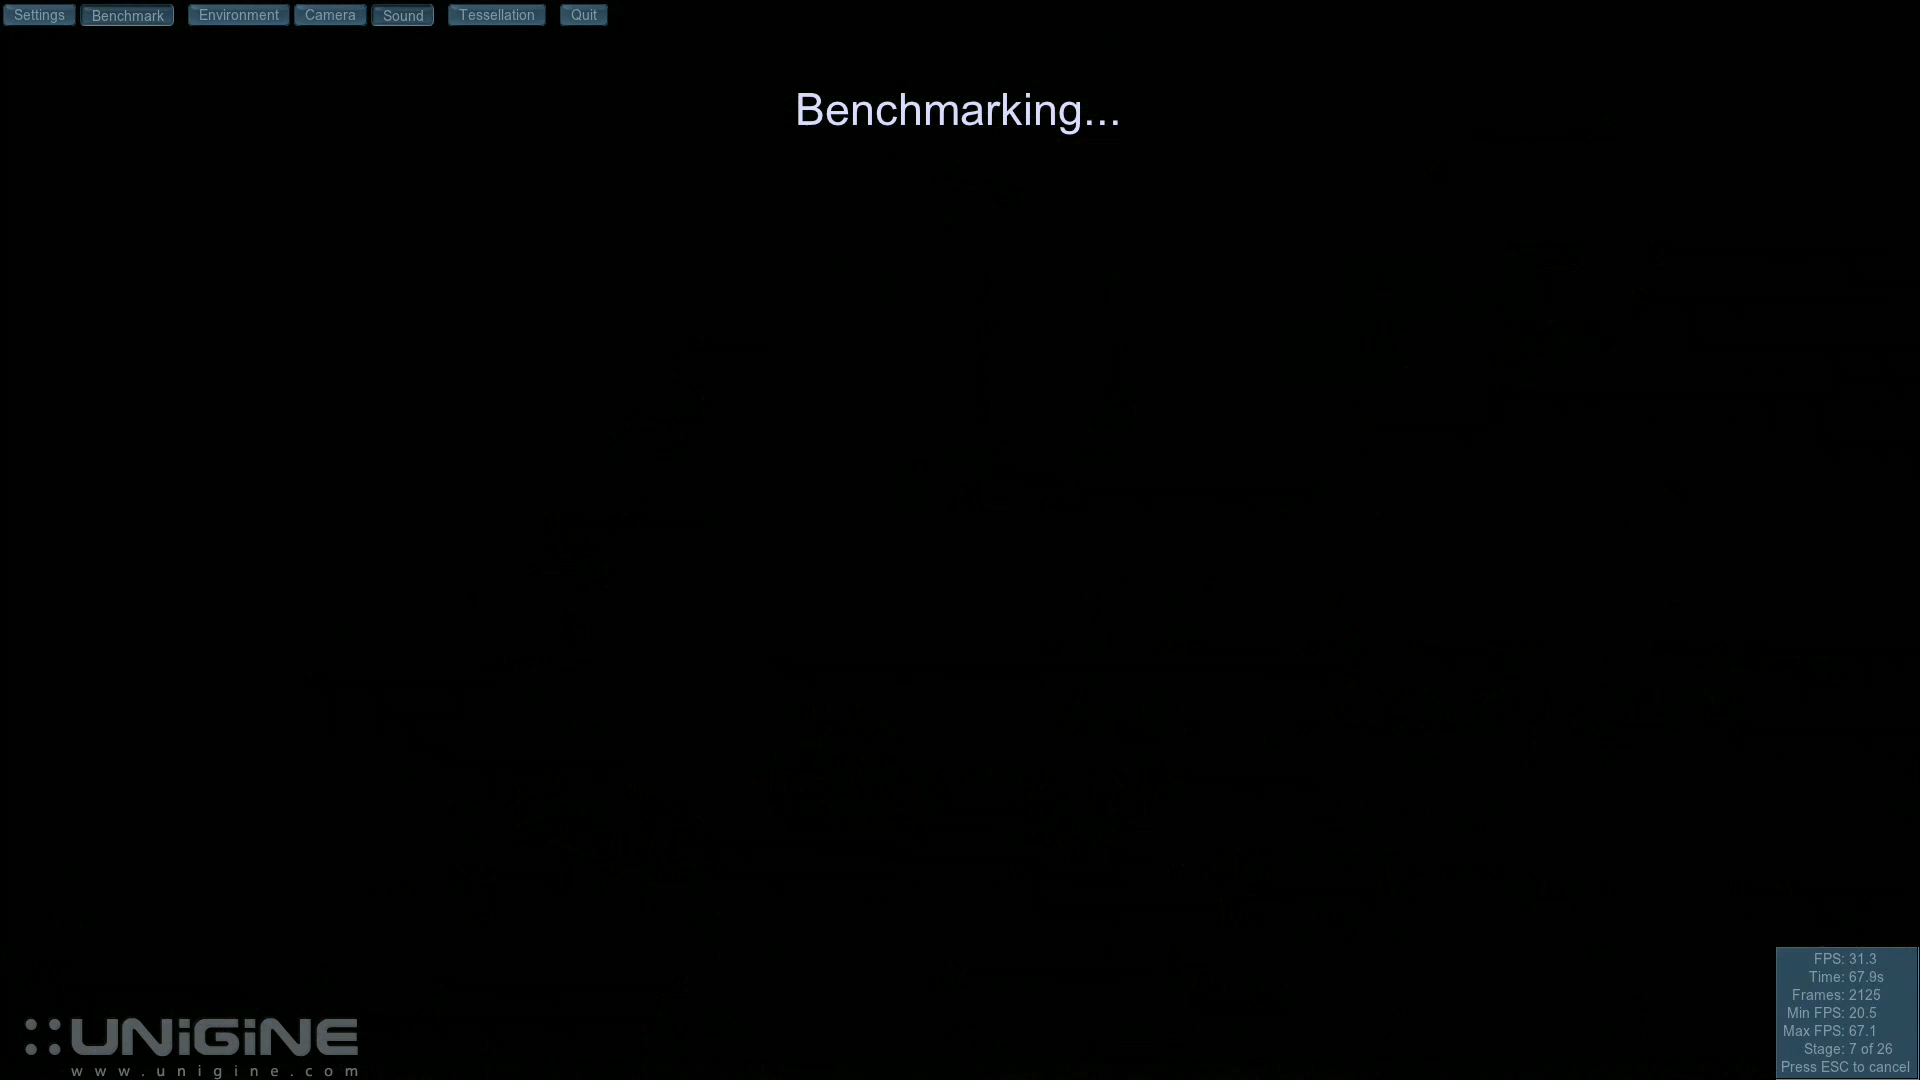 Settings Benchmark Environment Camera Sound Tessellation Quit
Benchmarking...
FPS: 31.3
Time: 67.9s
Frames: 2125
Min FPS: 20.5
Max FPS: 67.1
Stage: 7 of 26
Press ESC to cancel
UNiGiNE
www.unigine.com